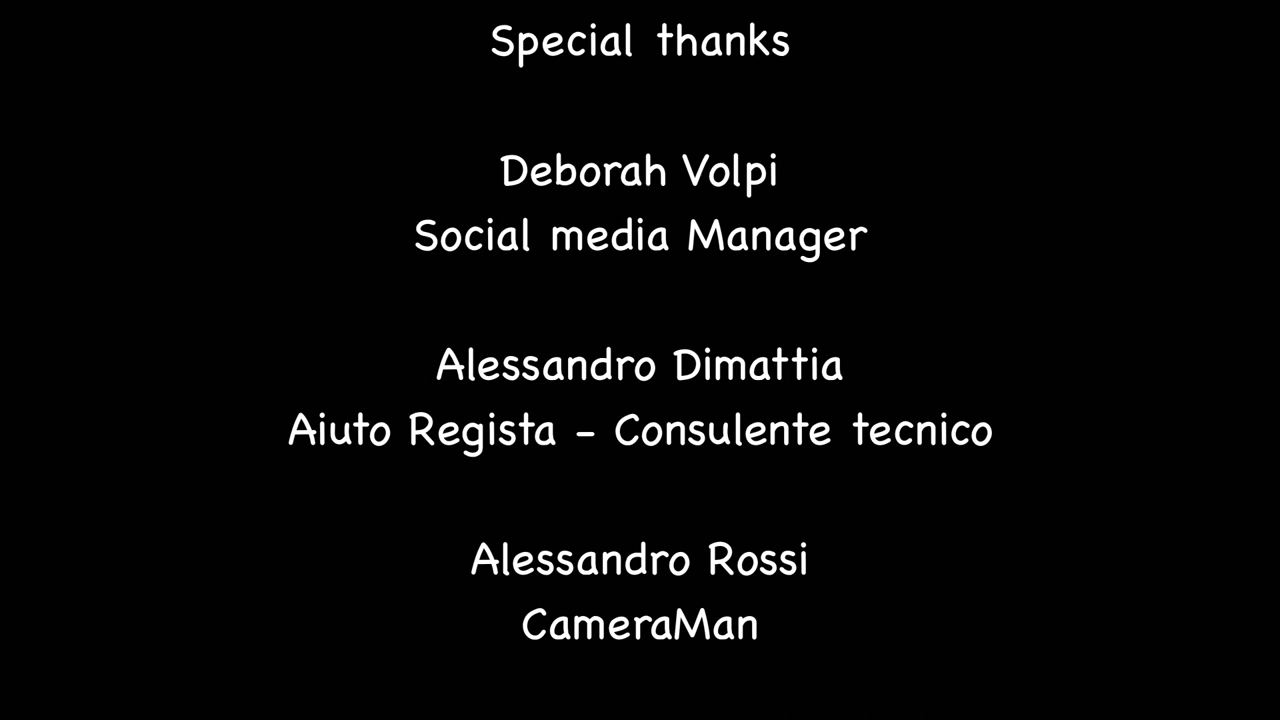 Special thanks
Deborah Volpi
Social media Manager
Alessandro Dimattia
Aiuto Regista - Consulente tecnico
Alessandro Rossi
CameraMan